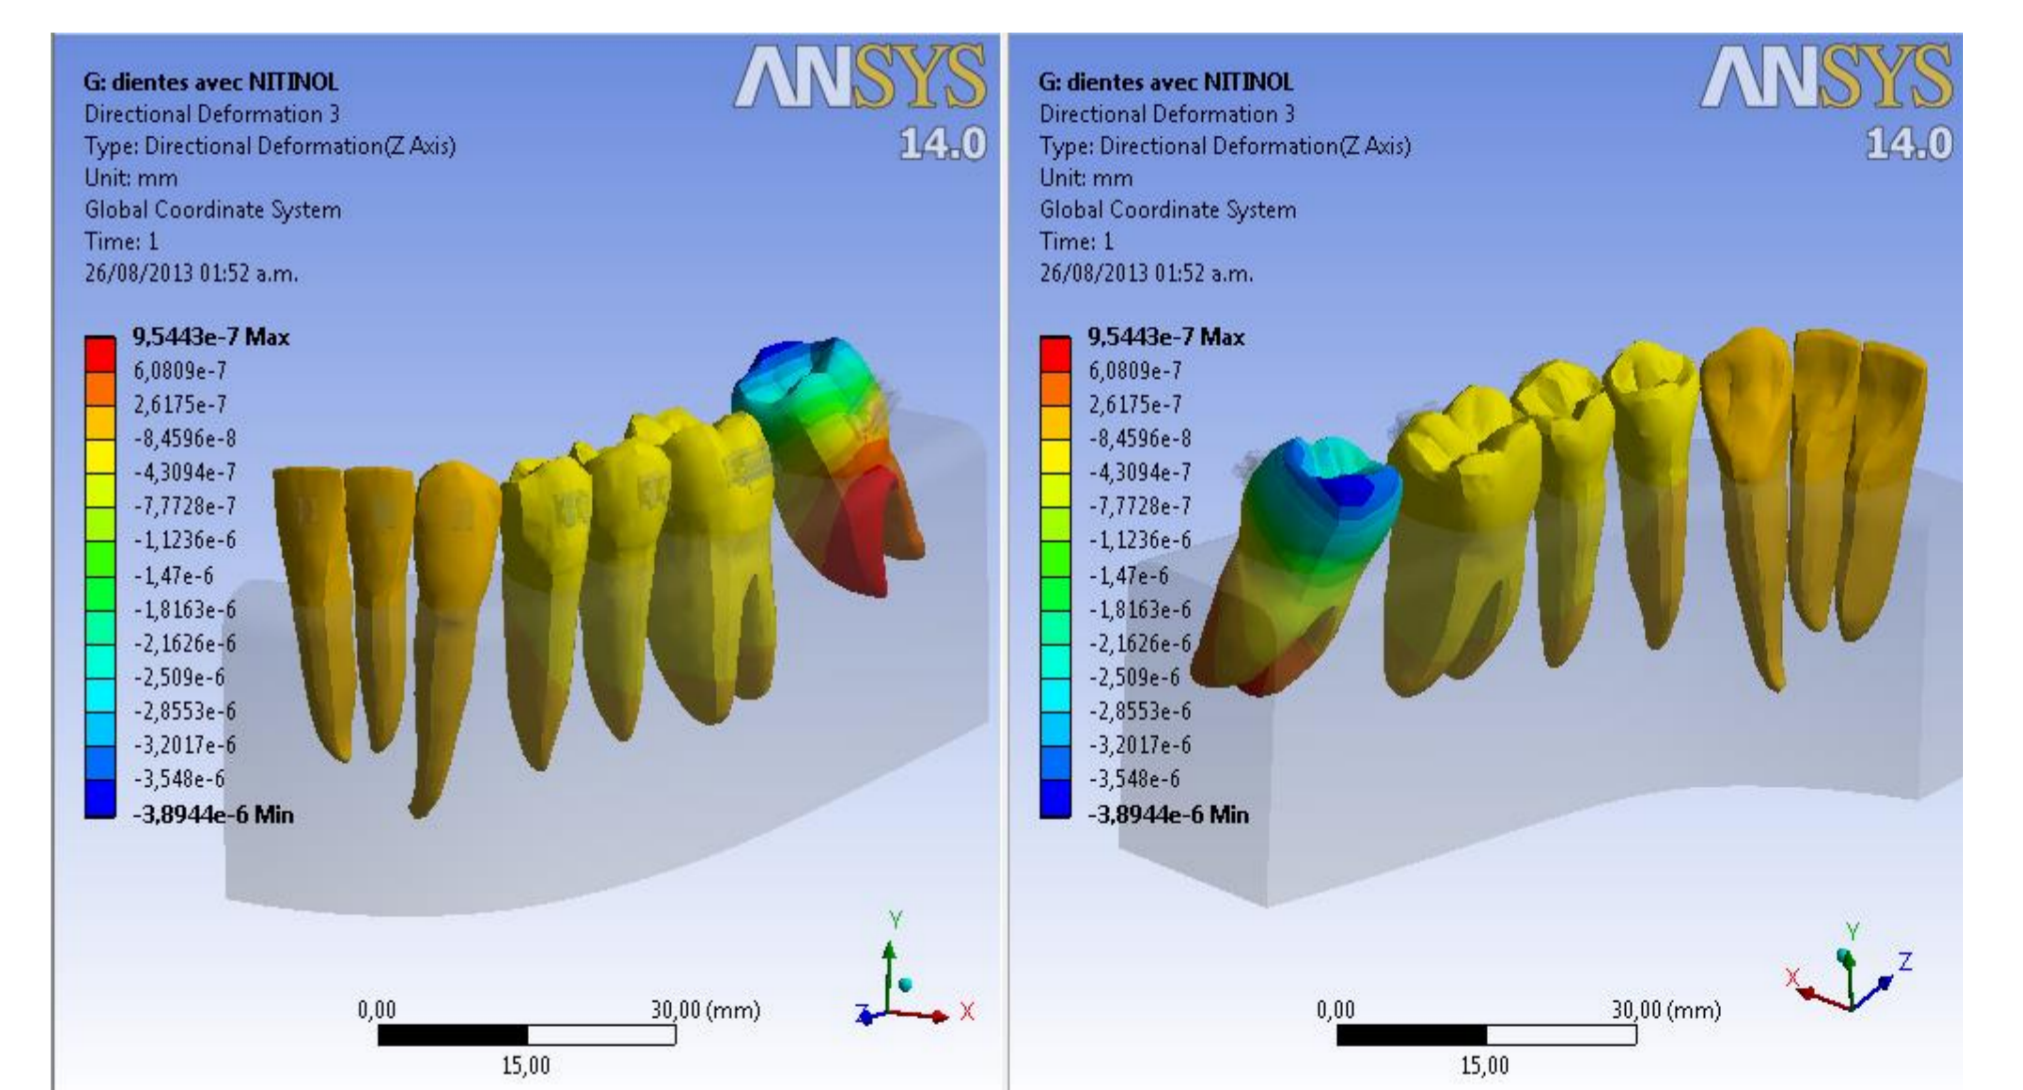 ANSYS
14.0
G: dientes avec NITINOL
Directional Deformation 3
Type: Directional Deformation(Z Axis)
Unit: mm
Global Coordinate System
Time: 1
26/08/2013 01:52 a.m.
9,5443e-7 Max
6,0809e-7
2,6175e-7
-8,4596e-8
-4,3094e-7
-7,7728e-7
-1,1236e-6
-1,47e-6
-1,8163e-6
-2,1626e-6
-2,509e-6
-2,8553e-6
-3,2017e-6
-3,548e-6
-3,8944e-6 Min
Y
Z
X
0,00
30,00 (mm)
15,00
ANSYS
14.0
G: dientes avec NITINOL
Directional Deformation 3
Type: Directional Deformation(Z Axis)
Unit: mm
Global Coordinate System
Time: 1
26/08/2013 01:52 a.m.
9,5443e-7 Max
6,0809e-7
2,6175e-7
-8,4596e-8
-4,3094e-7
-7,7728e-7
-1,1236e-6
-1,47e-6
-1,8163e-6
-2,1626e-6
-2,509e-6
-2,8553e-6
-3,2017e-6
-3,548e-6
-3,8944e-6 Min
Y
X
Z
0,00
30,00 (mm)
15,00